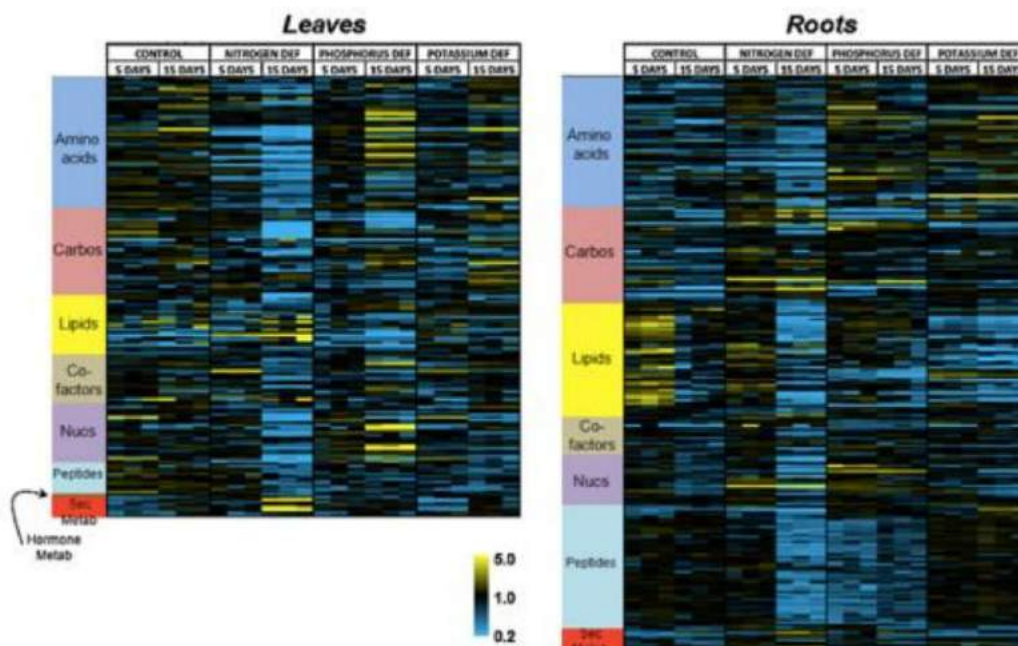 Leaves
CONTROL NITROGEN DEF PHOSPHORUS DEF POTASSIUM DEF
5 DAYS 15 DAYS 5 DAYS 15 DAYS 5 DAYS 15 DAYS 5 DAYS 15 DAYS
Amino
acids
Carbos
Lipids
Co-
factors
Nucs
Peptides
Sec
Metab
Hormone
Metab
5.0
1.0
0.2
Roots
CONTROL NITROGEN DEF PHOSPHORUS DEF POTASSIUM DEF
5 DAYS 15 DAYS 5 DAYS 15 DAYS 5 DAYS 15 DAYS 5 DAYS 15 DAYS
Amino
acids
Carbos
Lipids
Co-
factors
Nucs
Peptides
Sec